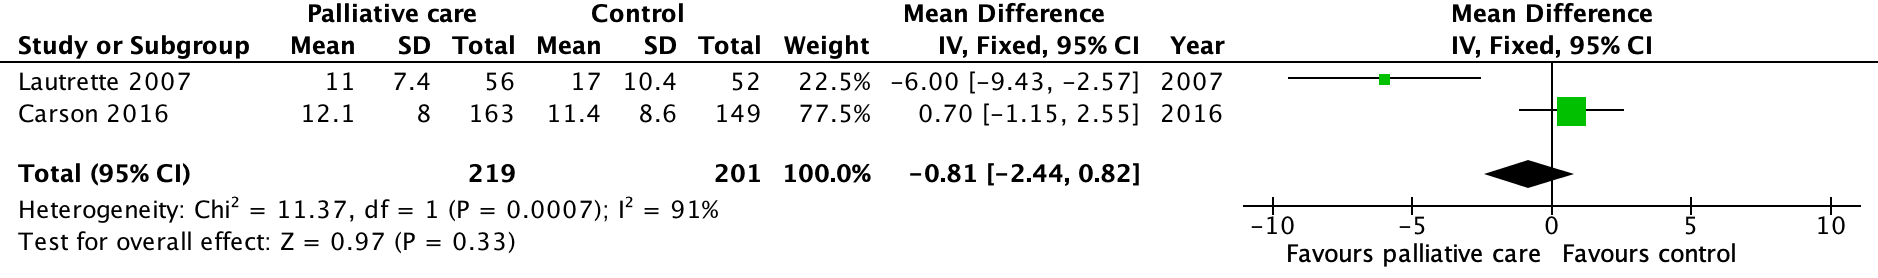 Palliative care Control Mean Difference Mean Difference
Study or Subgroup Mean SD Total Mean SD Total Weight IV, Fixed, 95% CI Year IV, Fixed, 95% CI
Lautrette 2007 11 7.4 56 17 10.4 52 22.5% −6.00 [−9.43, −2.57] 2007
Carson 2016 12.1 8 163 11.4 8.6 149 77.5% 0.70 [−1.15, 2.55] 2016
Total (95% CI) 219 201 100.0% −0.81 [−2.44, 0.82]
Heterogeneity: Chi² = 11.37, df = 1 (P = 0.0007); I² = 91%
Test for overall effect: Z = 0.97 (P = 0.33)
−10 −5 0 5 10
Favours palliative care Favours control